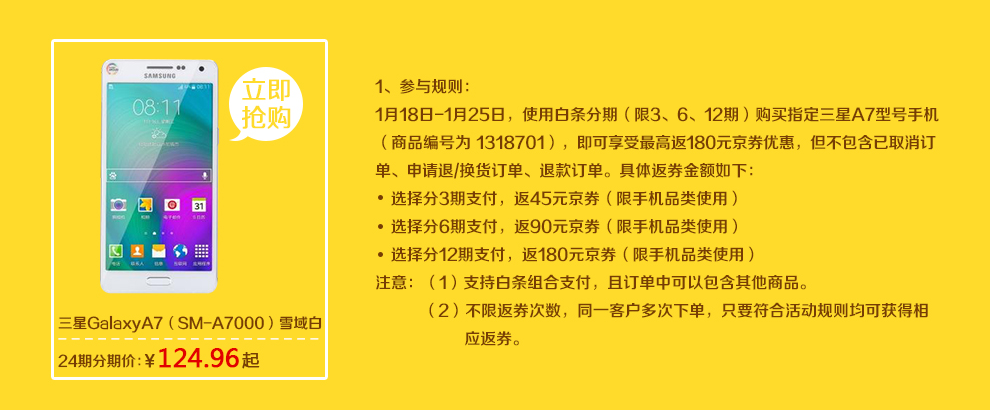 立即
抢购
SAMSUNG
08:11
08:11
31
三星GalaxyA7（SM-A7000）雪域白
24期分期价：¥124.96起
1、参与规则：
1月18日-1月25日，使用白条分期（限3、6、12期）购买指定三星A7型号手机
（商品编号为 1318701），即可享受最高返180元京券优惠，但不包含已取消订
单、申请退/换货订单、退款订单。具体返券金额如下：
• 选择分3期支付，返45元京券（限手机品类使用）
• 选择分6期支付，返90元京券（限手机品类使用）
• 选择分12期支付，返180元京券（限手机品类使用）
注意：（1）支持白条组合支付，且订单中可以包含其他商品。
（2）不限返券次数，同一客户多次下单，只要符合活动规则均可获得相
应返券。